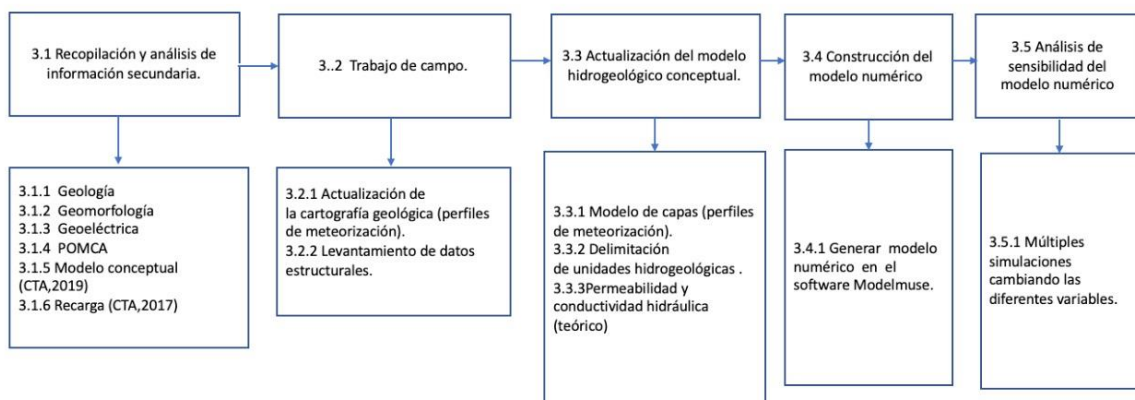 3.1 Recopilación y análisis de
información secundaria.
3..2 Trabajo de campo.
3.3 Actualización del modelo
hidrogeológico conceptual.
3.4 Construcción del
modelo numérico
3.5 Análisis de
sensibilidad del
modelo numérico
3.1.1 Geología
3.1.2 Geomorfología
3.1.3 Geoeléctrica
3.1.4 POMCA
3.1.5 Modelo conceptual
(CTA,2019)
3.1.6 Recarga (CTA,2017)
3.2.1 Actualización de
la cartografía geológica (perfiles
de meteorización).
3.2.2 Levantamiento de datos
estructurales.
3.3.1 Modelo de capas (perfiles
de meteorización).
3.3.2 Delimitación
de unidades hidrogeológicas .
3.3.3Permeabilidad y
conductividad hidráulica
(teórico)
3.4.1 Generar modelo
numérico en el
software Modelmuse.
3.5.1 Múltiples
simulaciones
cambiando las
diferentes variables.